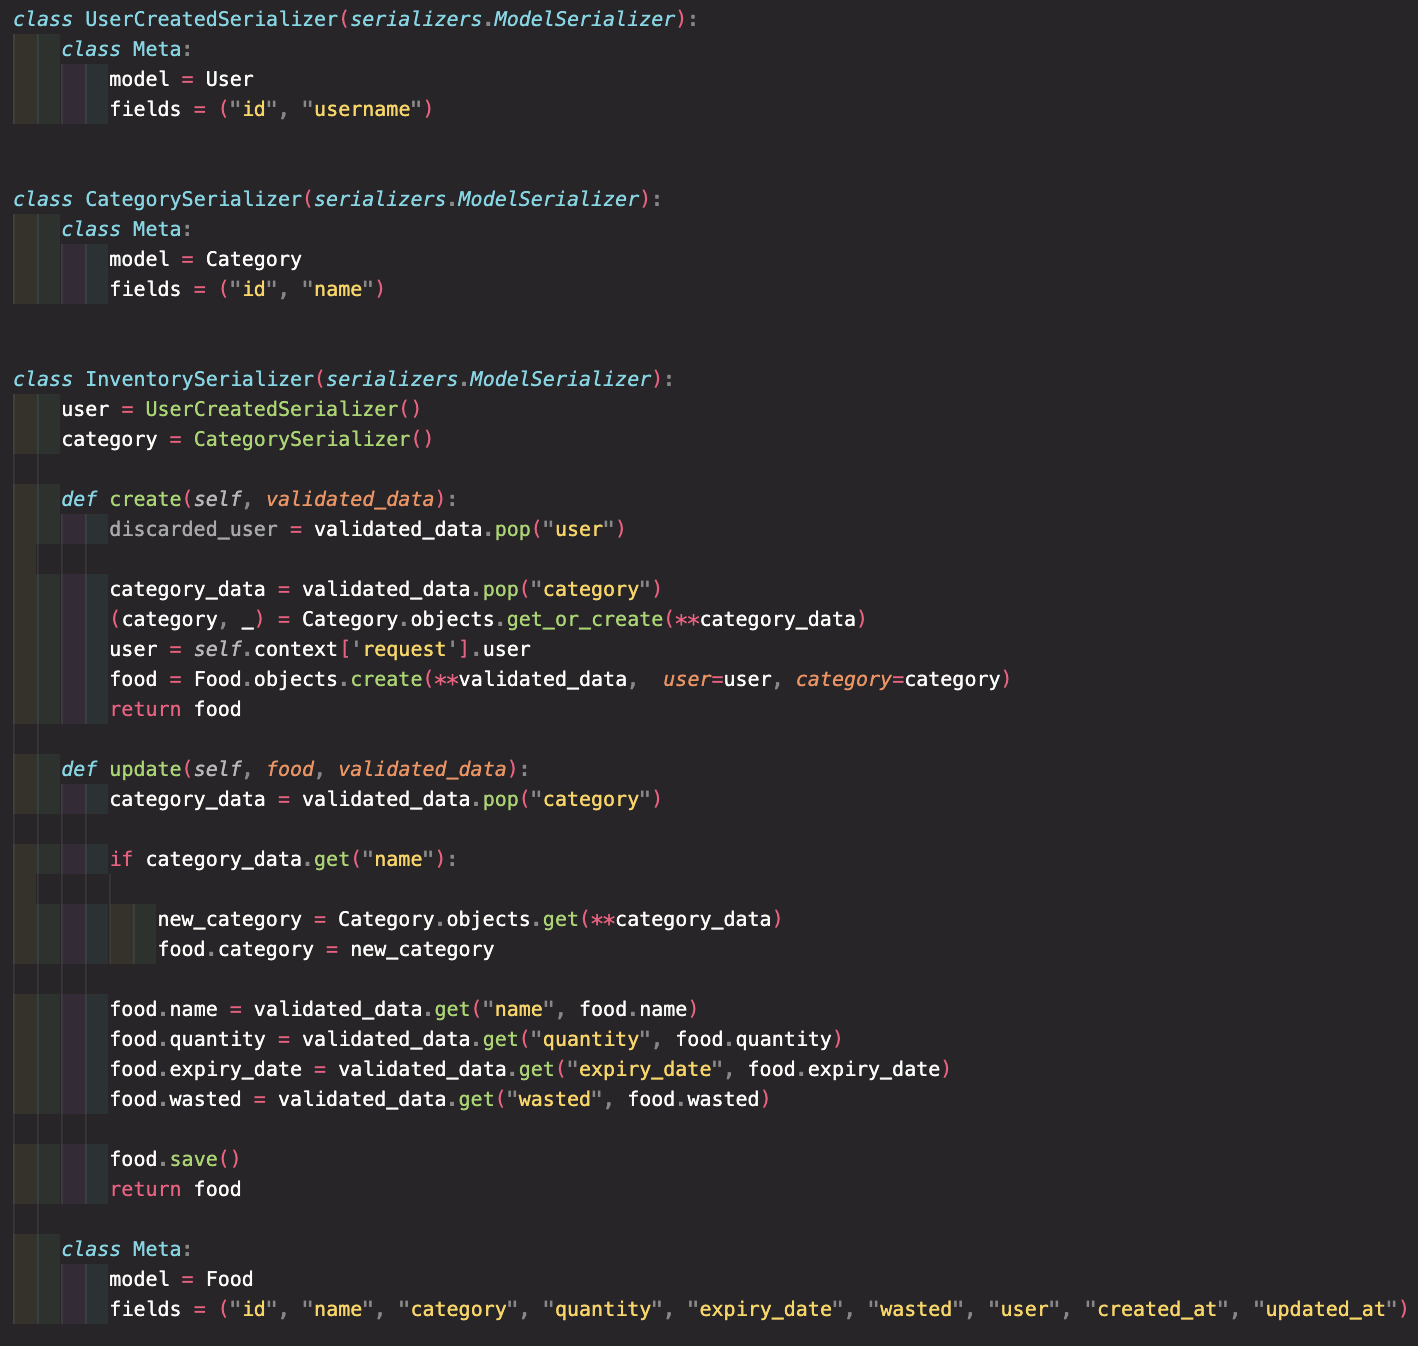 class UserCreatedSerializer(serializers.ModelSerializer):
    class Meta:
        model = User
        fields = ("id", "username")


class CategorySerializer(serializers.ModelSerializer):
    class Meta:
        model = Category
        fields = ("id", "name")


class InventorySerializer(serializers.ModelSerializer):
    user = UserCreatedSerializer()
    category = CategorySerializer()

    def create(self, validated_data):
        discarded_user = validated_data.pop("user")

        category_data = validated_data.pop("category")
        (category, _) = Category.objects.get_or_create(**category_data)
        user = self.context['request'].user
        food = Food.objects.create(**validated_data,  user=user, category=category)
        return food

    def update(self, food, validated_data):
        category_data = validated_data.pop("category")

        if category_data.get("name"):

            new_category = Category.objects.get(**category_data)
            food.category = new_category

        food.name = validated_data.get("name", food.name)
        food.quantity = validated_data.get("quantity", food.quantity)
        food.expiry_date = validated_data.get("expiry_date", food.expiry_date)
        food.wasted = validated_data.get("wasted", food.wasted)

        food.save()
        return food

    class Meta:
        model = Food
        fields = ("id", "name", "category", "quantity", "expiry_date", "wasted", "user", "created_at", "updated_at")